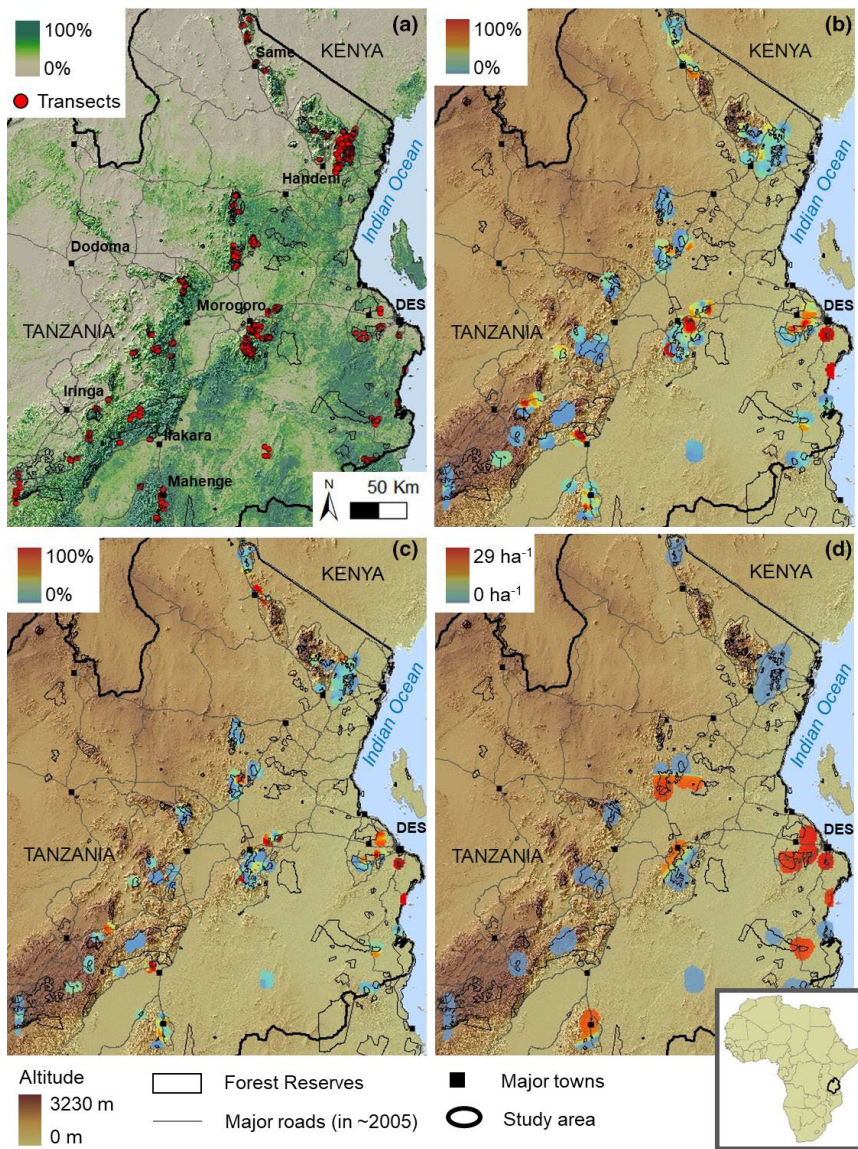 100%
(a)
KENYA
0%
Same
Transects
Handeni
Indian Ocean
Dodoma
Morogoro
DES
TANZANIA
Iringa
Ifakara
Mahenge
N
50 Km
100%
(b)
KENYA
0%
Indian Ocean
DES
TANZANIA
100%
(c)
KENYA
0%
Indian Ocean
DES
TANZANIA
29 ha-1
(d)
KENYA
0 ha-1
Indian Ocean
DES
TANZANIA
Altitude
3230 m
0 m
Forest Reserves
Major roads (in ~2005)
Major towns
Study area